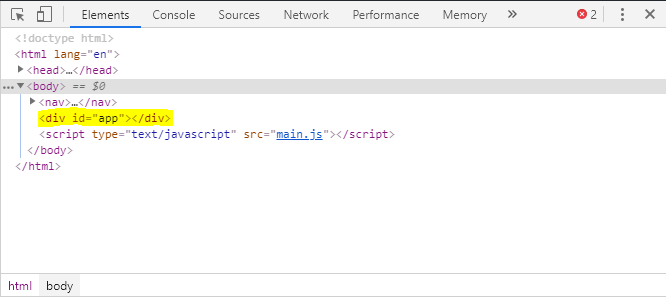 Elements Console Sources Network Performance Memory » 2
<!doctype html>
<html lang="en">
<head>…</head>
<body> == $0
<nav>…</nav>
<div id="app"></div>
<script type="text/javascript" src="main.js"></script>
</body>
</html>
html body